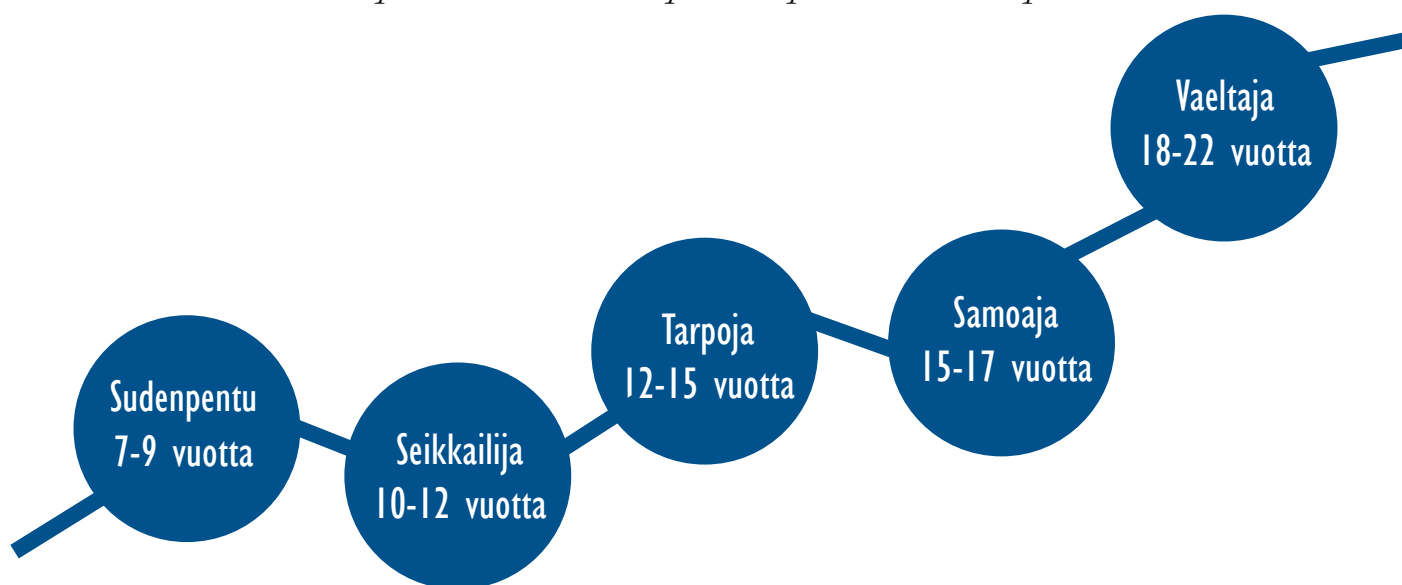 Sudenpentu
7-9 vuotta
Seikkailija
10-12 vuotta
Tarpoja
12-15 vuotta
Samoaja
15-17 vuotta
Vaeltaja
18-22 vuotta